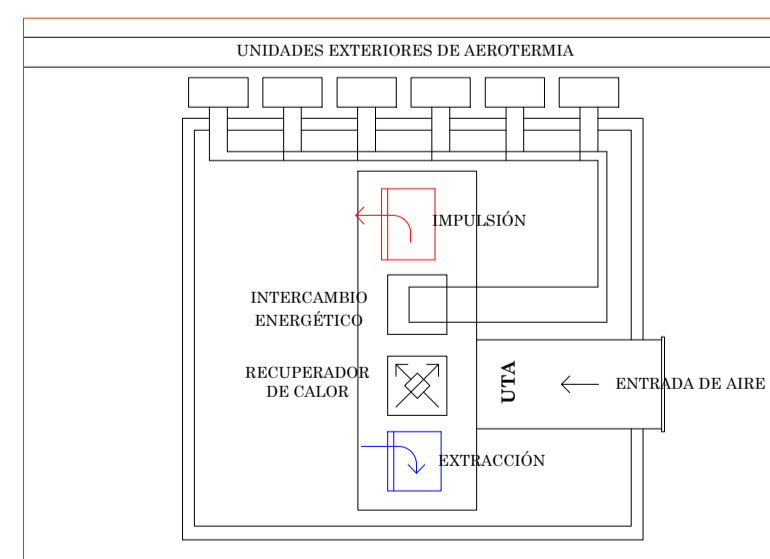 UNIDADES EXTERIORES DE AEROTERMIA
IMPULSIÓN
INTERCAMBIO
ENERGÉTICO
RECUPERADOR
DE CALOR
UTA
ENTRADA DE AIRE
EXTRACCIÓN